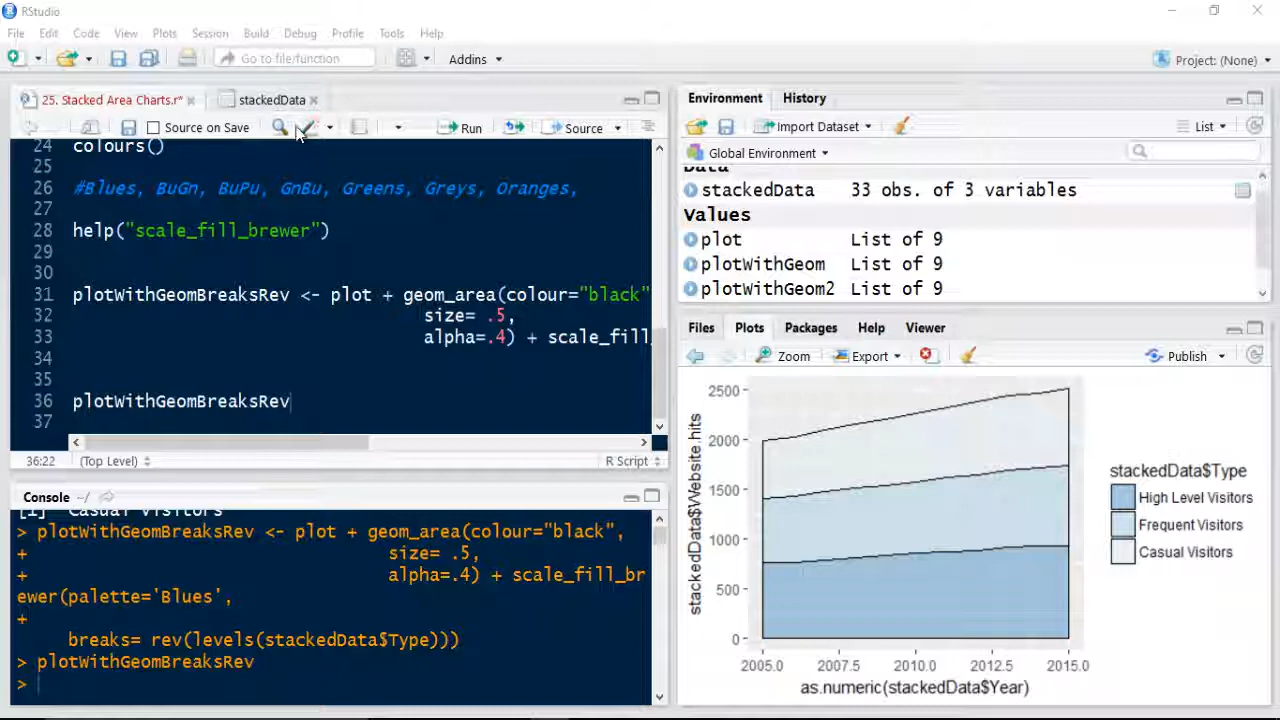 RStudio
File Edit Code View Plots Session Build Debug Profile Tools Help
Go to file/function Addins Project: (None)
25. Stacked Area Charts.r* stackedData
Source on Save Run Source
24 colours()
25
26 #Blues, BuGn, BuPu, GnBu, Greens, Greys, Oranges,
27
28 help("scale_fill_brewer")
29
30
31 plotWithGeomBreaksRev <- plot + geom_area(colour="black"
32 size= .5,
33 alpha=.4) + scale_fill_
34
35
36 plotWithGeomBreaksRev
37
36:22 (Top Level) R Script
Console ~/
[1] "Casual Visitors"
> plotWithGeomBreaksRev <- plot + geom_area(colour="black",
+ size= .5,
+ alpha=.4) + scale_fill_br
ewer(palette='Blues',
+
breaks= rev(levels(stackedData$Type)))
> plotWithGeomBreaksRev
>
Environment History
Import Dataset List
Global Environment
Data
stackedData 33 obs. of 3 variables
Values
plot List of 9
plotWithGeom List of 9
plotWithGeom2 List of 9
Files Plots Packages Help Viewer
Zoom Export Publish
stackedData$Website.hits
2500
2000
1500
1000
500
0
2005.0 2007.5 2010.0 2012.5 2015.0
as.numeric(stackedData$Year)
stackedData$Type
High Level Visitors
Frequent Visitors
Casual Visitors